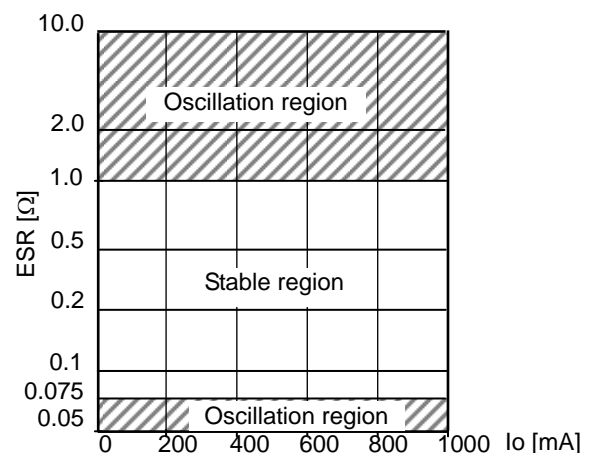 10.0
Oscillation region
2.0
1.0
ESR [Ω]
0.5
Stable region
0.2
0.1
0.075
Oscillation region
0.05
0 200 400 600 800 1000 Io [mA]